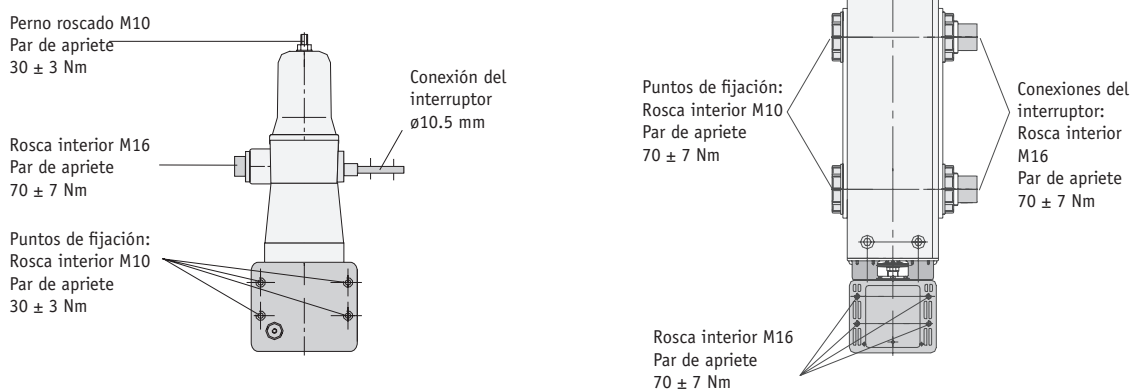 Perno roscado M10
Par de apriete
30 ± 3 Nm
Conexión del
interruptor
ø10.5 mm
Rosca interior M16
Par de apriete
70 ± 7 Nm
Puntos de fijación:
Rosca interior M10
Par de apriete
30 ± 3 Nm
Puntos de fijación:
Rosca interior M10
Par de apriete
70 ± 7 Nm
Conexiones del
interruptor:
Rosca interior
M16
Par de apriete
70 ± 7 Nm
Rosca interior M16
Par de apriete
70 ± 7 Nm